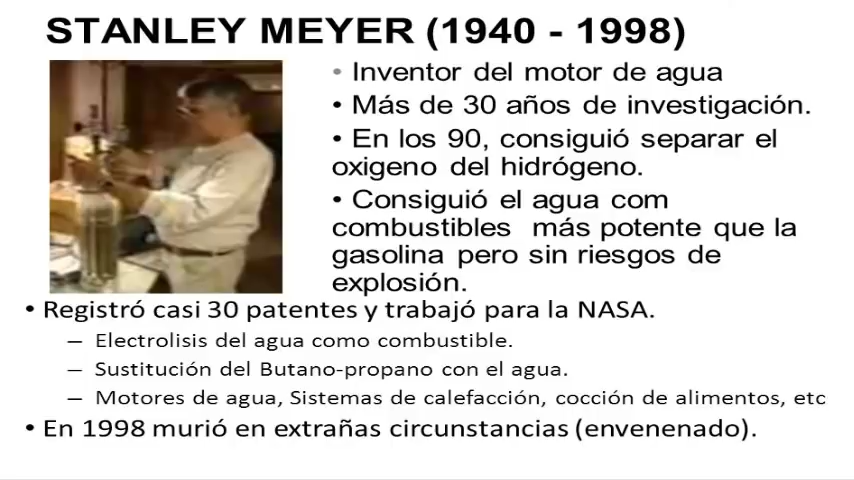 STANLEY MEYER (1940 - 1998)
• Inventor del motor de agua
• Más de 30 años de investigación.
• En los 90, consiguió separar el
oxigeno del hidrógeno.
• Consiguió el agua com
combustibles más potente que la
gasolina pero sin riesgos de
explosión.
• Registró casi 30 patentes y trabajó para la NASA.
– Electrolisis del agua como combustible.
– Sustitución del Butano-propano con el agua.
– Motores de agua, Sistemas de calefacción, cocción de alimentos, etc
• En 1998 murió en extrañas circunstancias (envenenado).